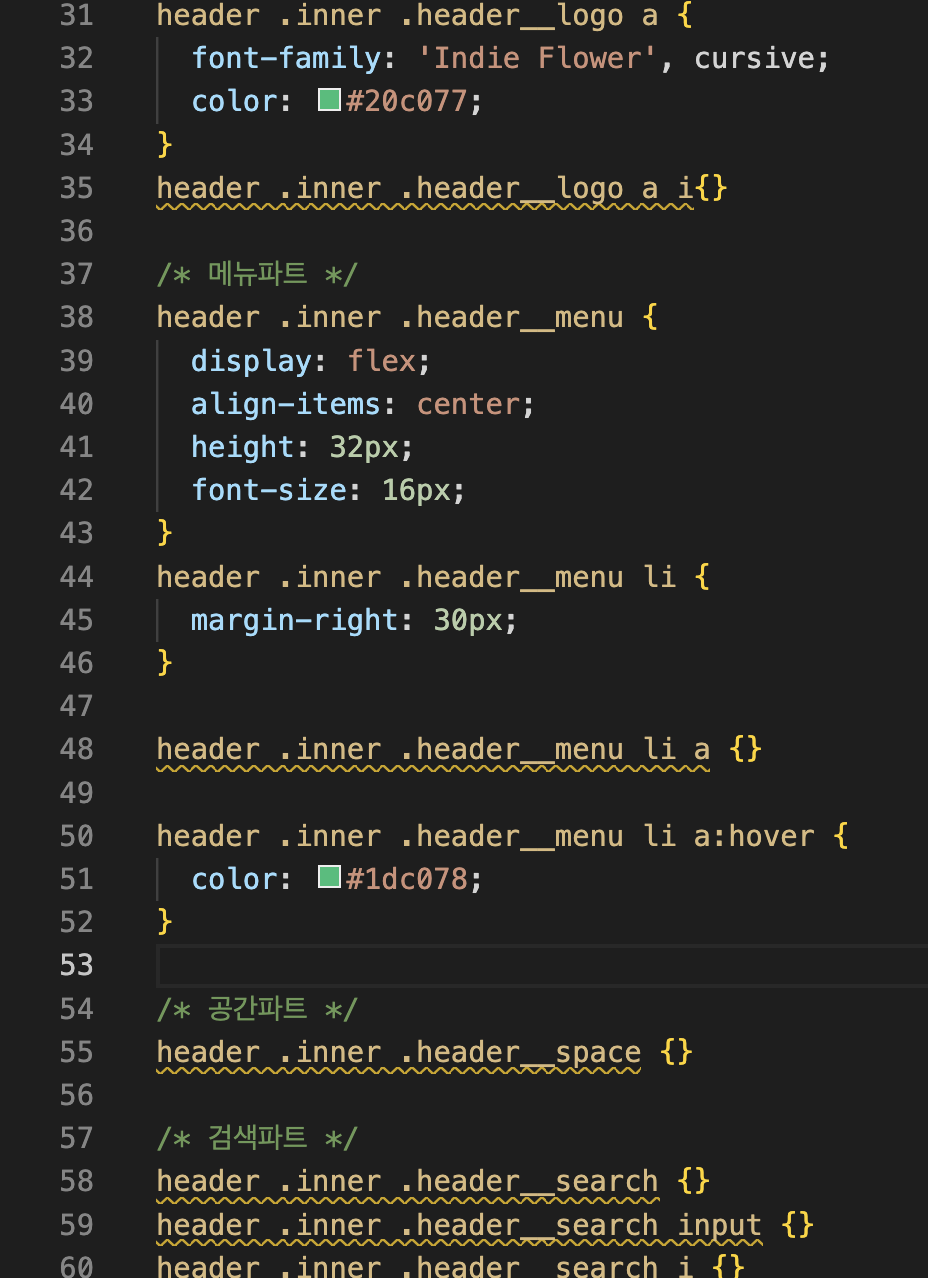 31 header .inner .header__logo a {
32 font-family: 'Indie Flower', cursive;
33 color: #20c077;
34 }
35 header .inner .header__logo a i{}
36
37 /* 메뉴파트 */
38 header .inner .header__menu {
39 display: flex;
40 align-items: center;
41 height: 32px;
42 font-size: 16px;
43 }
44 header .inner .header__menu li {
45 margin-right: 30px;
46 }
47
48 header .inner .header__menu li a {}
49
50 header .inner .header__menu li a:hover {
51 color: #1dc078;
52 }
53
54 /* 공간파트 */
55 header .inner .header__space {}
56
57 /* 검색파트 */
58 header .inner .header__search {}
59 header .inner .header__search input {}
60 header .inner .header__search i {}